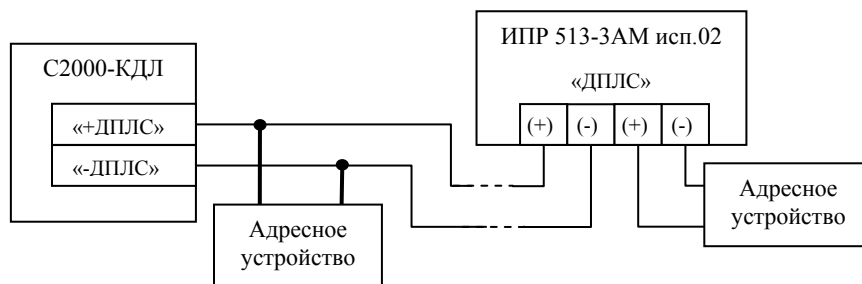 С2000-КДЛ
«+ДПЛС»
«-ДПЛС»
Адресное
устройство
ИПР 513-3АМ исп.02
«ДПЛС»
(+) (-) (+) (-)
Адресное
устройство